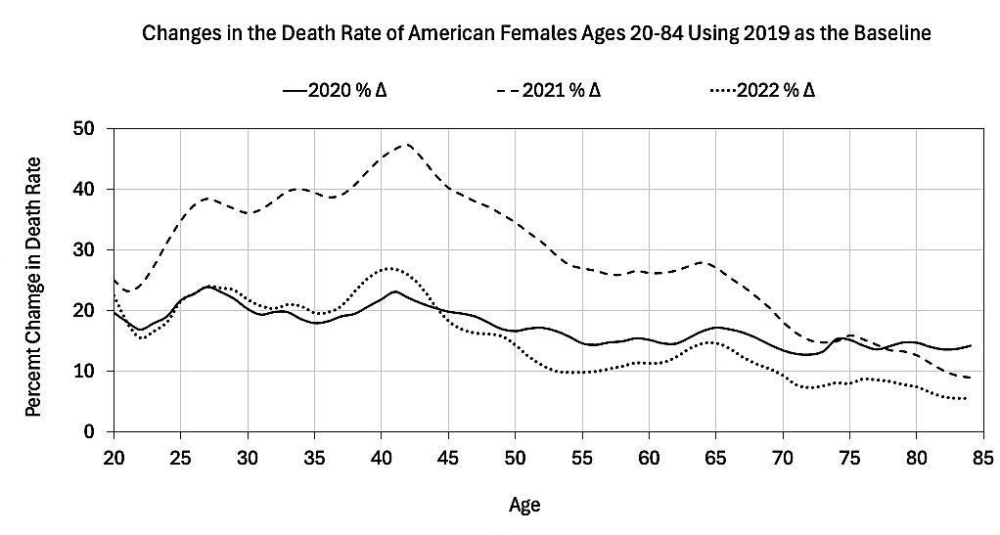 Changes in the Death Rate of American Females Ages 20-84 Using 2019 as the Baseline
2020 % Δ 2021 % Δ 2022 % Δ
Percemt Chamge in Death Rate
50
40
30
20
10
0
20 25 30 35 40 45 50 55 60 65 70 75 80 85
Age